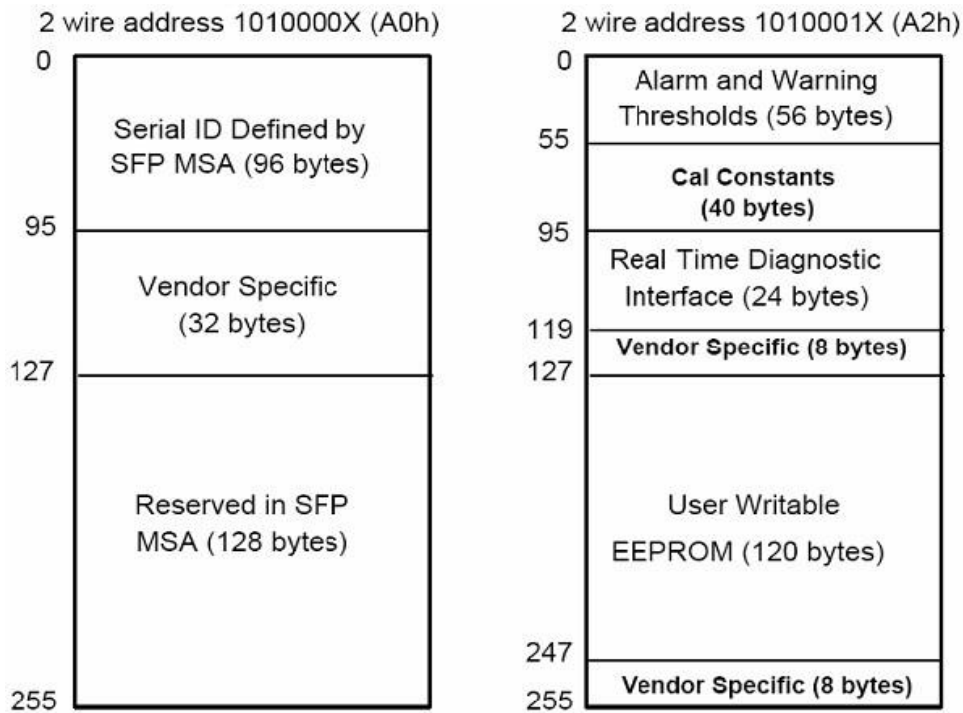 2 wire address 1010000X (A0h)
0
Serial ID Defined by
SFP MSA (96 bytes)
95
Vendor Specific
(32 bytes)
127
Reserved in SFP
MSA (128 bytes)
255
2 wire address 1010001X (A2h)
0
Alarm and Warning
Thresholds (56 bytes)
55
Cal Constants
(40 bytes)
95
Real Time Diagnostic
Interface (24 bytes)
119
Vendor Specific (8 bytes)
127
User Writable
EEPROM (120 bytes)
247
Vendor Specific (8 bytes)
255